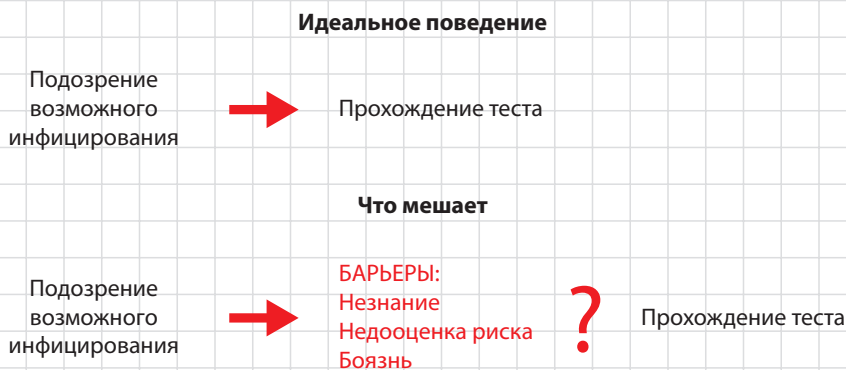 Идеальное поведение
Подозрение
возможного
инфицирования
Прохождение теста
Что мешает
Подозрение
возможного
инфицирования
БАРЬЕРЫ:
Незнание
Недооценка риска
Боязнь
?
Прохождение теста